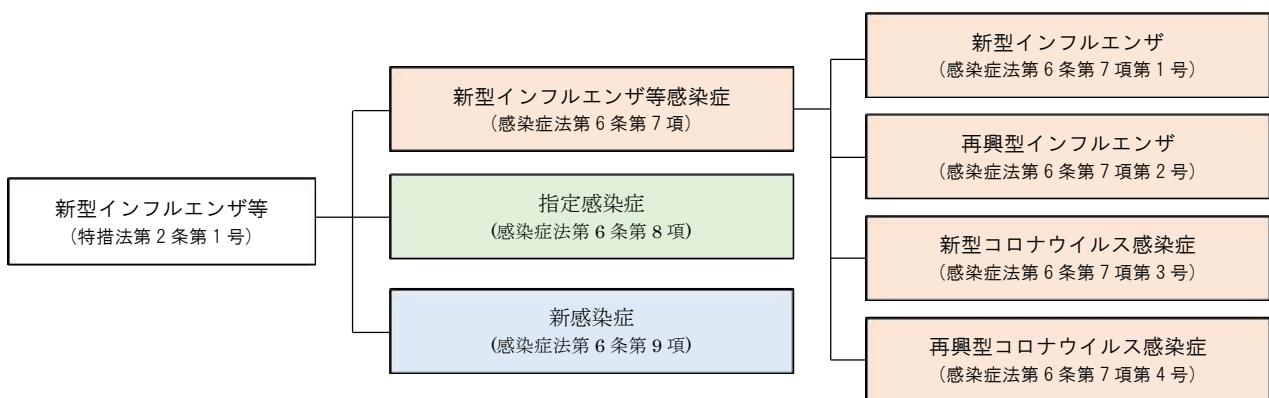 新型インフルエンザ等
（特措法第２条第１号）
新型インフルエンザ等感染症
（感染症法第６条第７項）
指定感染症
(感染症法第 6 条第 8 項)
新感染症
(感染症法第 6 条第 9 項)
新型インフルエンザ
（感染症法第６条第７項第１号）
再興型インフルエンザ
（感染症法第６条第７項第２号）
新型コロナウイルス感染症
（感染症法第６条第７項第３号）
再興型コロナウイルス感染症
（感染症法第６条第７項第４号）